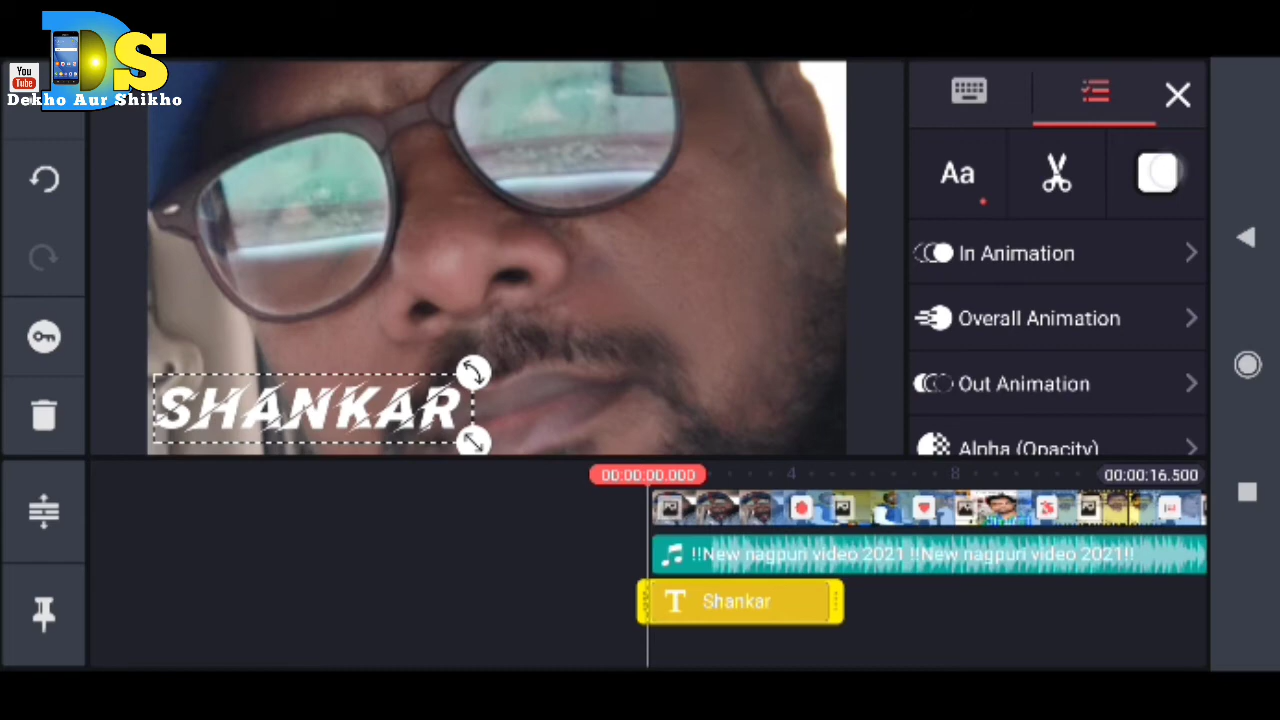 DS
You
Tube
Dekho Aur Shikho
SHANKAR
Aa
In Animation
Overall Animation
Out Animation
Alpha (Opacity)
00:00:00.000
4
8
00:00:16.500
!!New nagpuri video 2021 !!New nagpuri video 2021!!
T Shankar